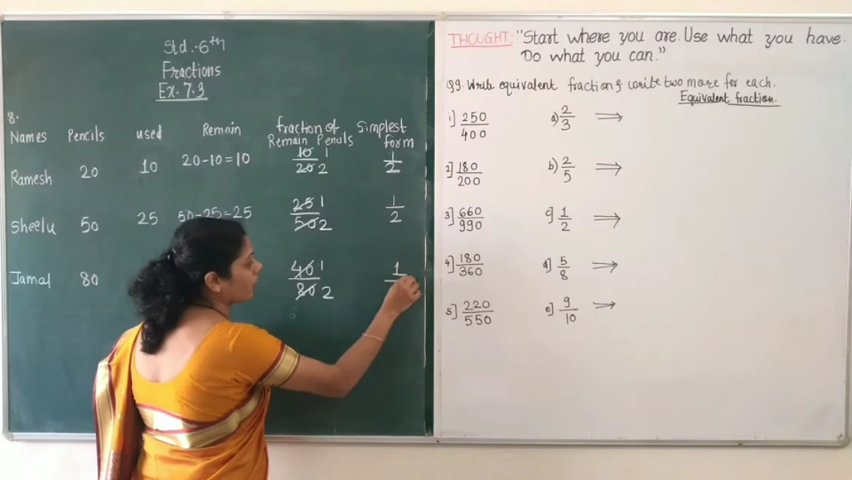 Std.-6th
Fractions
Ex. 7.3
8.
Names Pencils used Remain fraction of Remain Pencils Simplest form
Ramesh 20 10 20-10=10 10/20 1/2 1/2
Sheelu 50 25 50-25=25 25/50 1/2 1/2
Jamal 80 40/80 1/2 1
THOUGHT: "Start where you are. Use what you have.
Do what you can."
Q9. Write equivalent fraction & write two more for each.
Equivalent fraction.
1] 250/400 a) 2/3 ⇒
2] 180/200 b) 2/5 ⇒
3] 660/990 c] 1/2 ⇒
4] 180/360 d] 5/8 ⇒
5] 220/550 e] 9/10 ⇒